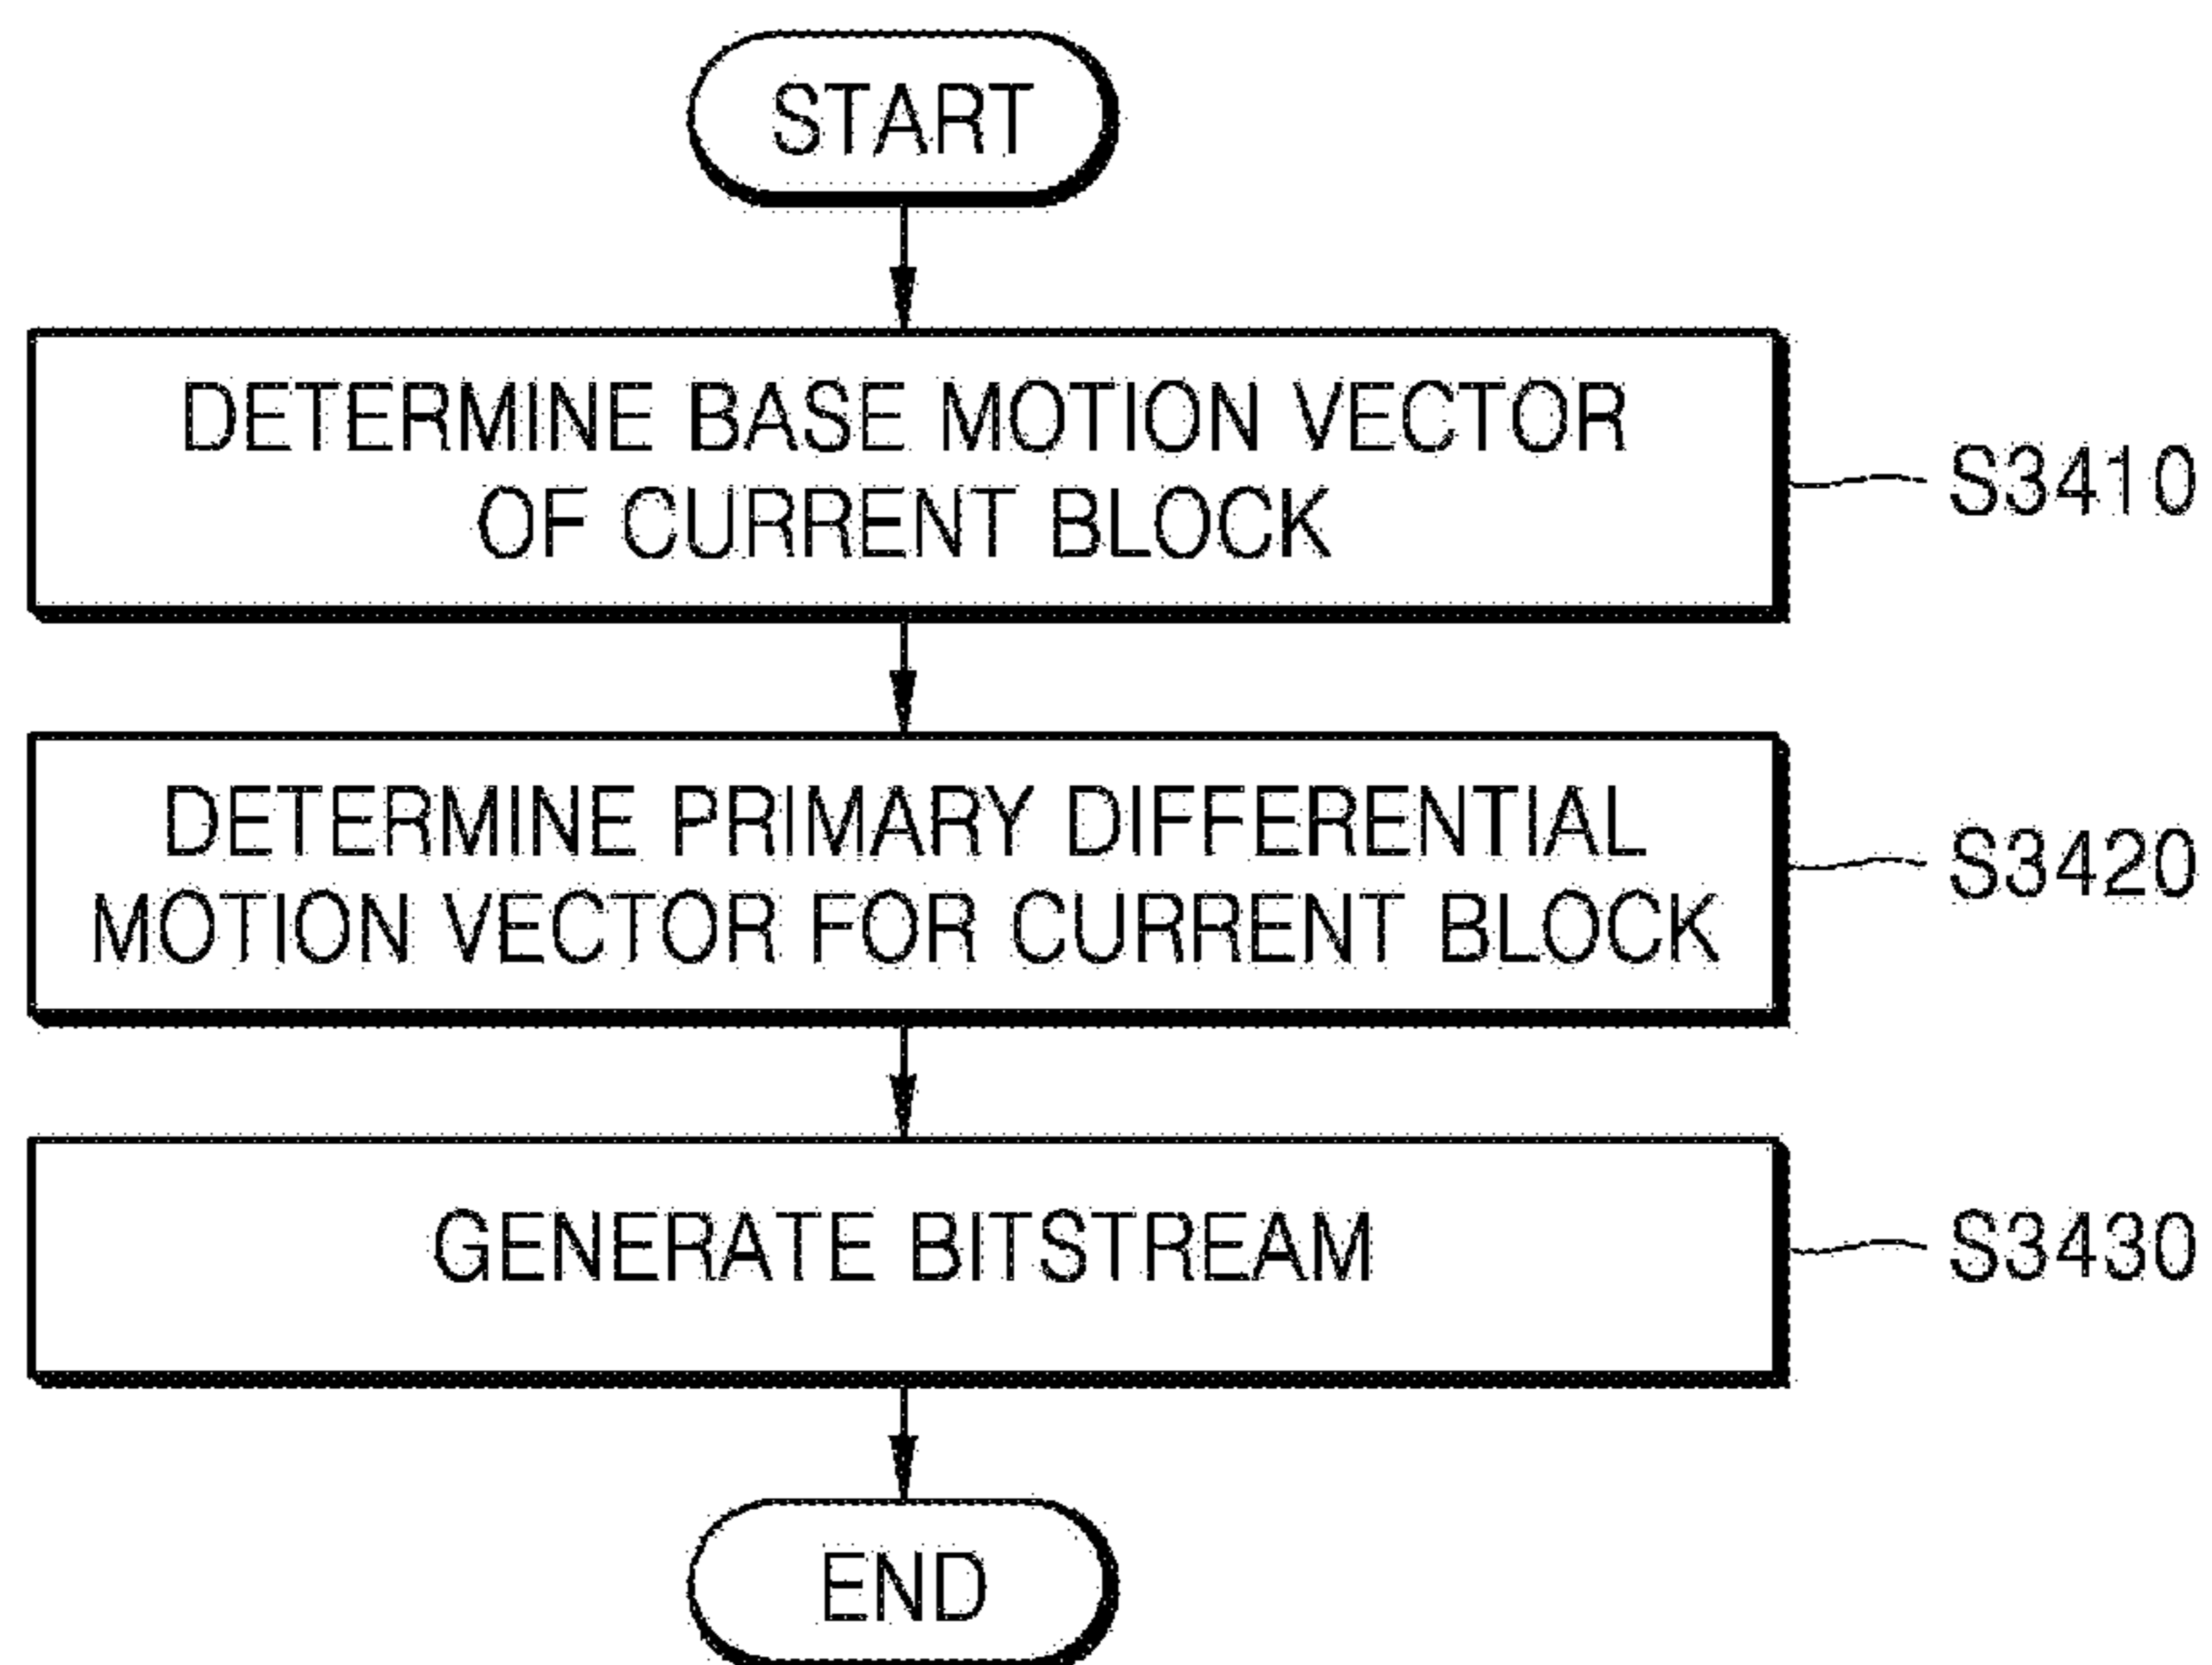 START
DETERMINE BASE MOTION VECTOR
OF CURRENT BLOCK
S3410
DETERMINE PRIMARY DIFFERENTIAL
MOTION VECTOR FOR CURRENT BLOCK
S3420
GENERATE BITSTREAM
S3430
END